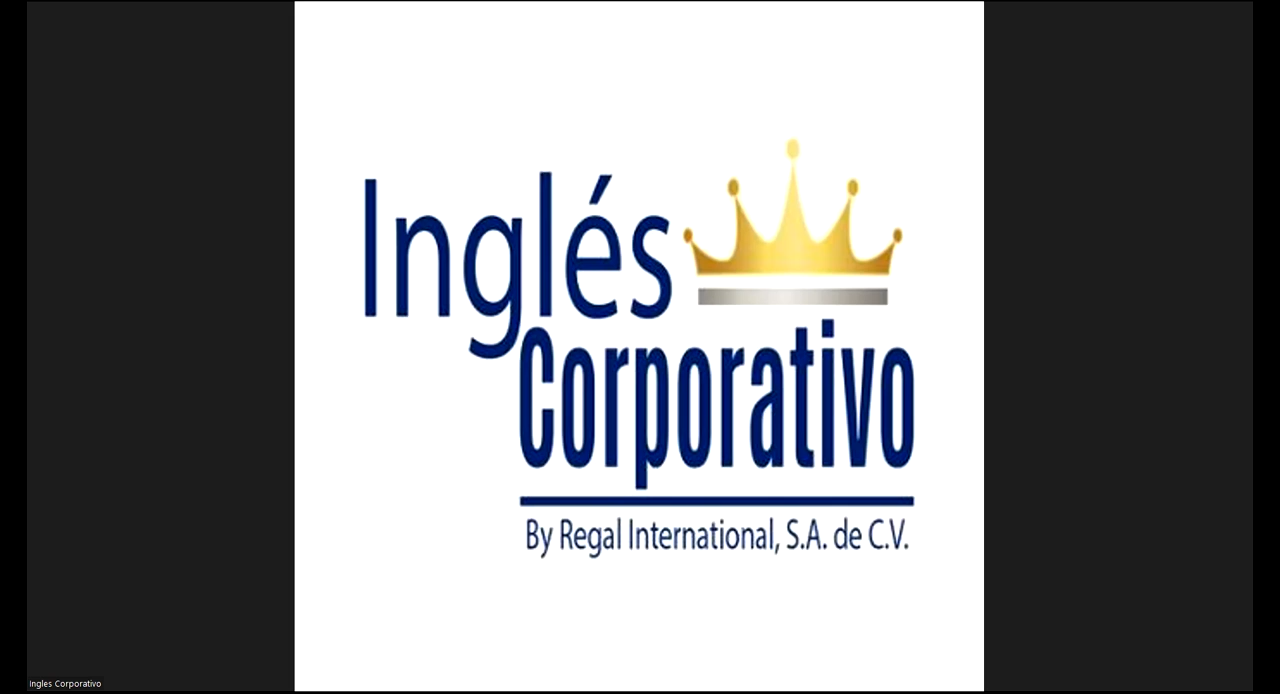 Inglés
Corporativo
By Regal International, S.A. de C.V.
Ingles Corporativo